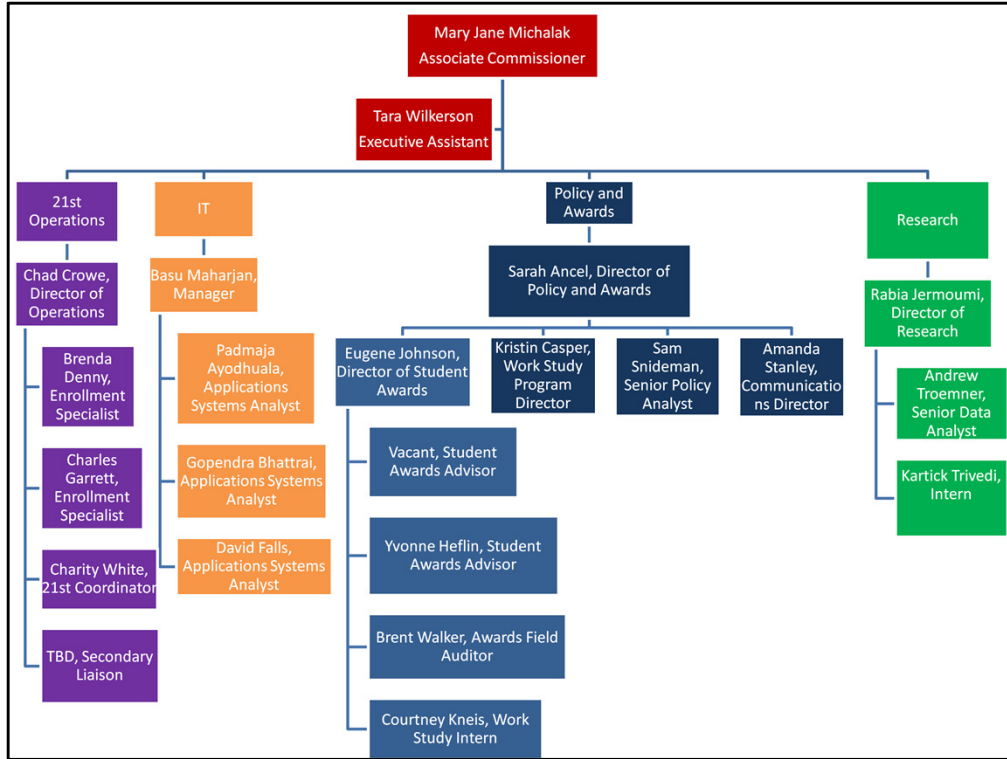 Mary Jane Michalak
Associate Commissioner
Tara Wilkerson
Executive Assistant
21st
Operations
Chad Crowe,
Director of
Operations
Brenda
Denny,
Enrollment
Specialist
Charles
Garrett,
Enrollment
Specialist
Charity White,
21st Coordinator
TBD, Secondary
Liaison
IT
Basu Maharjan,
Manager
Padmaja
Ayodhuala,
Applications
Systems Analyst
Gopendra Bhattrai,
Applications Systems
Analyst
David Falls,
Applications Systems
Analyst
Policy and
Awards
Sarah Ancel, Director of
Policy and Awards
Eugene Johnson,
Director of Student
Awards
Vacant, Student
Awards Advisor
Yvonne Heflin, Student
Awards Advisor
Brent Walker, Awards Field
Auditor
Courtney Kneis, Work
Study Intern
Kristin Casper,
Work Study
Program
Director
Sam
Snideman,
Senior Policy
Analyst
Amanda
Stanley,
Communicatio
ns Director
Research
Rabia Jermoumi,
Director of
Research
Andrew
Troemner,
Senior Data
Analyst
Kartick Trivedi,
Intern